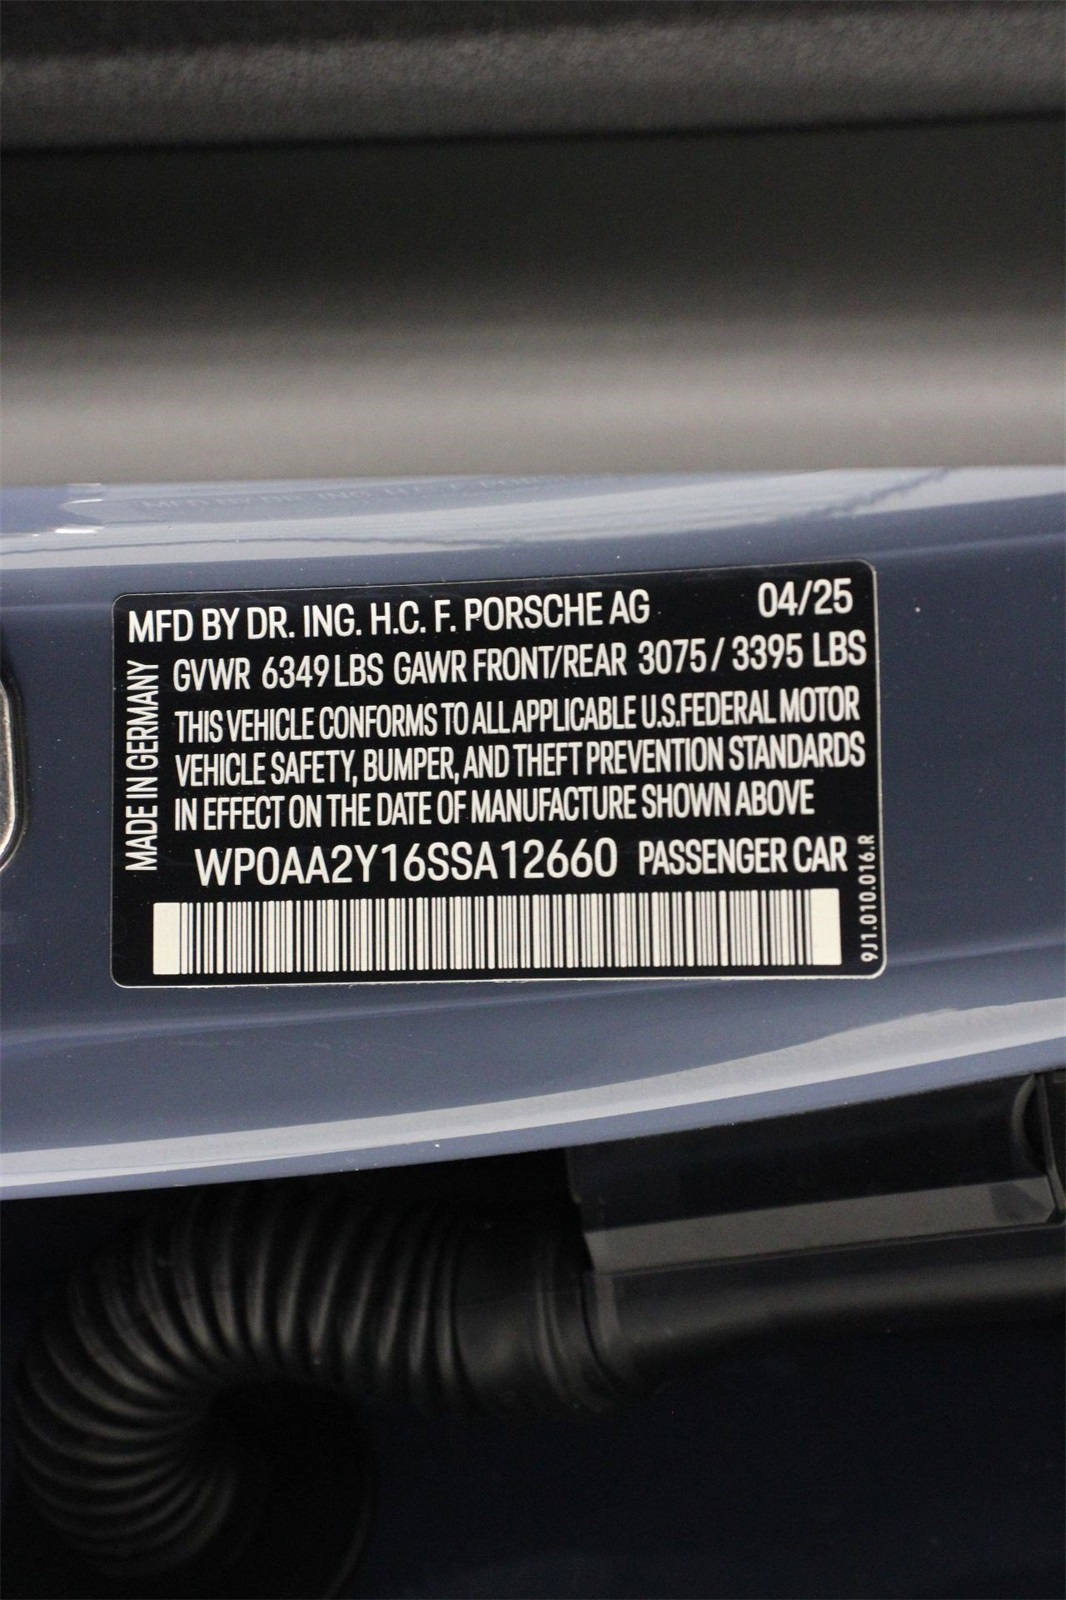 MFD BY DR. ING. H.C. F. PORSCHE AG 04/25
GVWR 6349 LBS GAWR FRONT/REAR 3075 / 3395 LBS
THIS VEHICLE CONFORMS TO ALL APPLICABLE U.S. FEDERAL MOTOR
VEHICLE SAFETY, BUMPER, AND THEFT PREVENTION STANDARDS
IN EFFECT ON THE DATE OF MANUFACTURE SHOWN ABOVE
WP0AA2Y16SSA12660 PASSENGER CAR
MADE IN GERMANY
9J1.010.016.R